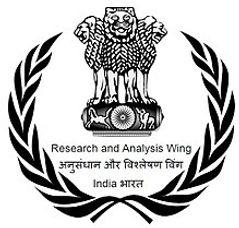 Research and Analysis Wing
अनुसंधान और विश्लेषण विंग
India भारत